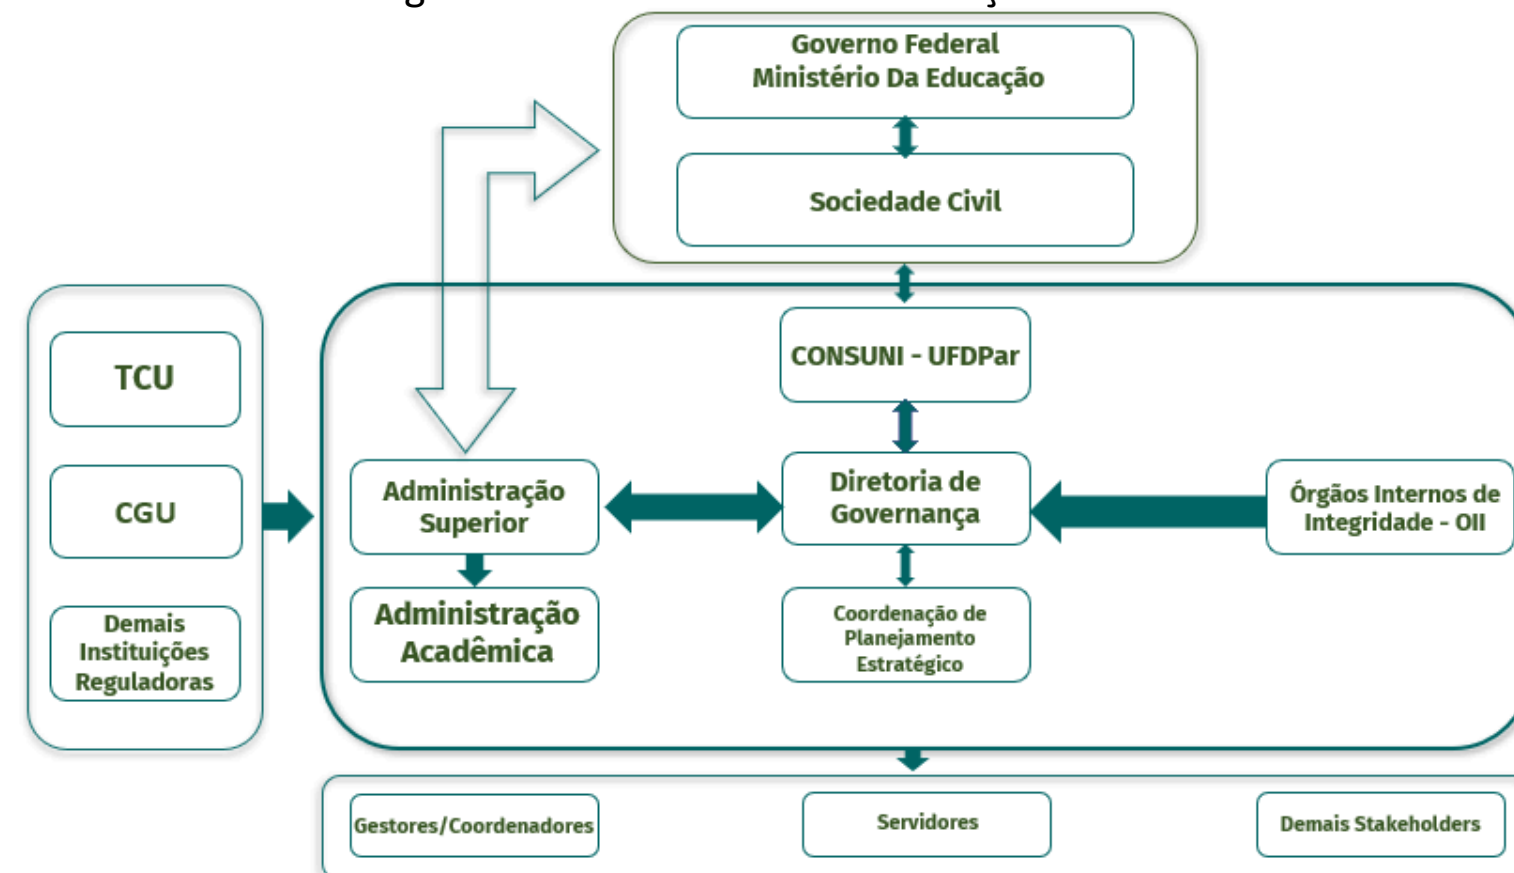 Governo Federal
Ministério Da Educação
Sociedade Civil
TCU
CGU
Demais
Instituições
Reguladoras
CONSUNI - UFDPar
Administração
Superior
Diretoria de
Governança
Órgãos Internos de
Integridade - OII
Administração
Acadêmica
Coordenação de
Planejamento
Estratégico
Gestores/Coordenadores
Servidores
Demais Stakeholders